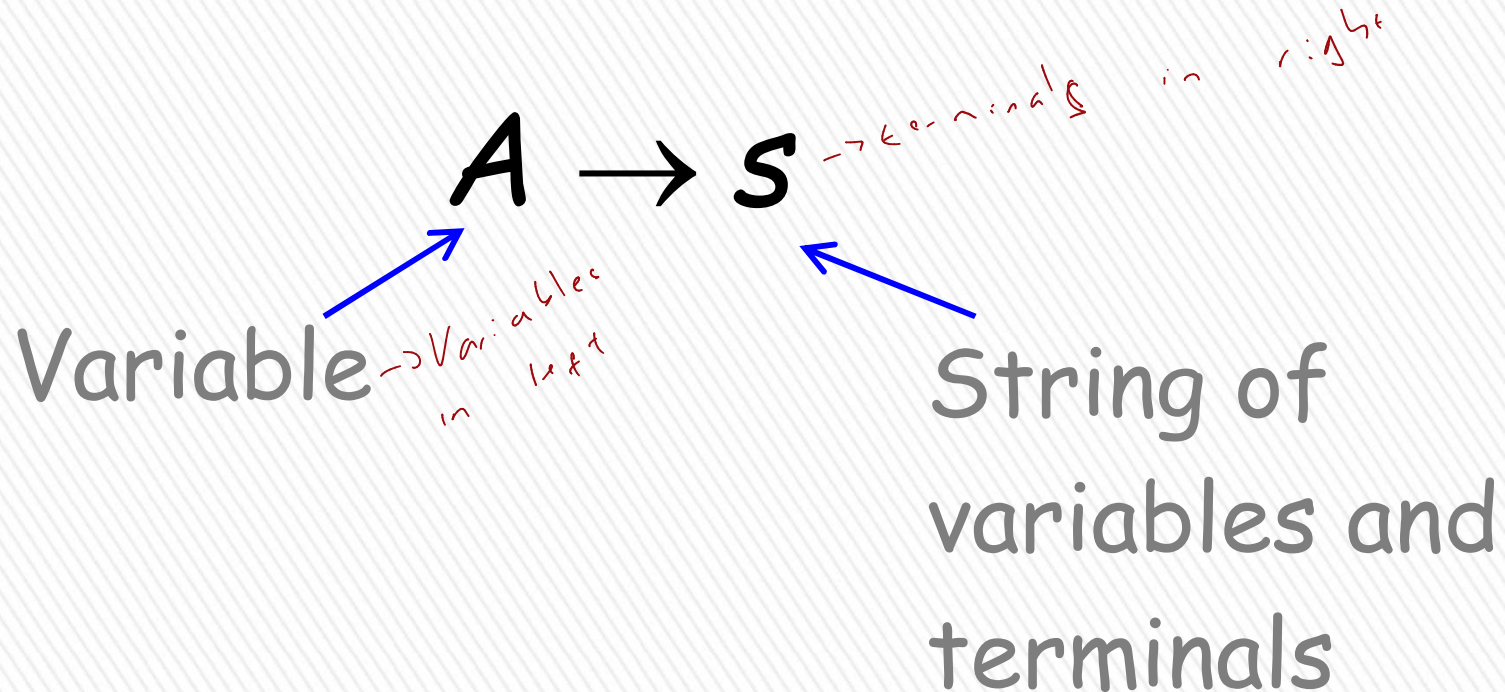 A → s → terminals in right
Variable → Variables
in left
String of
variables and
terminals